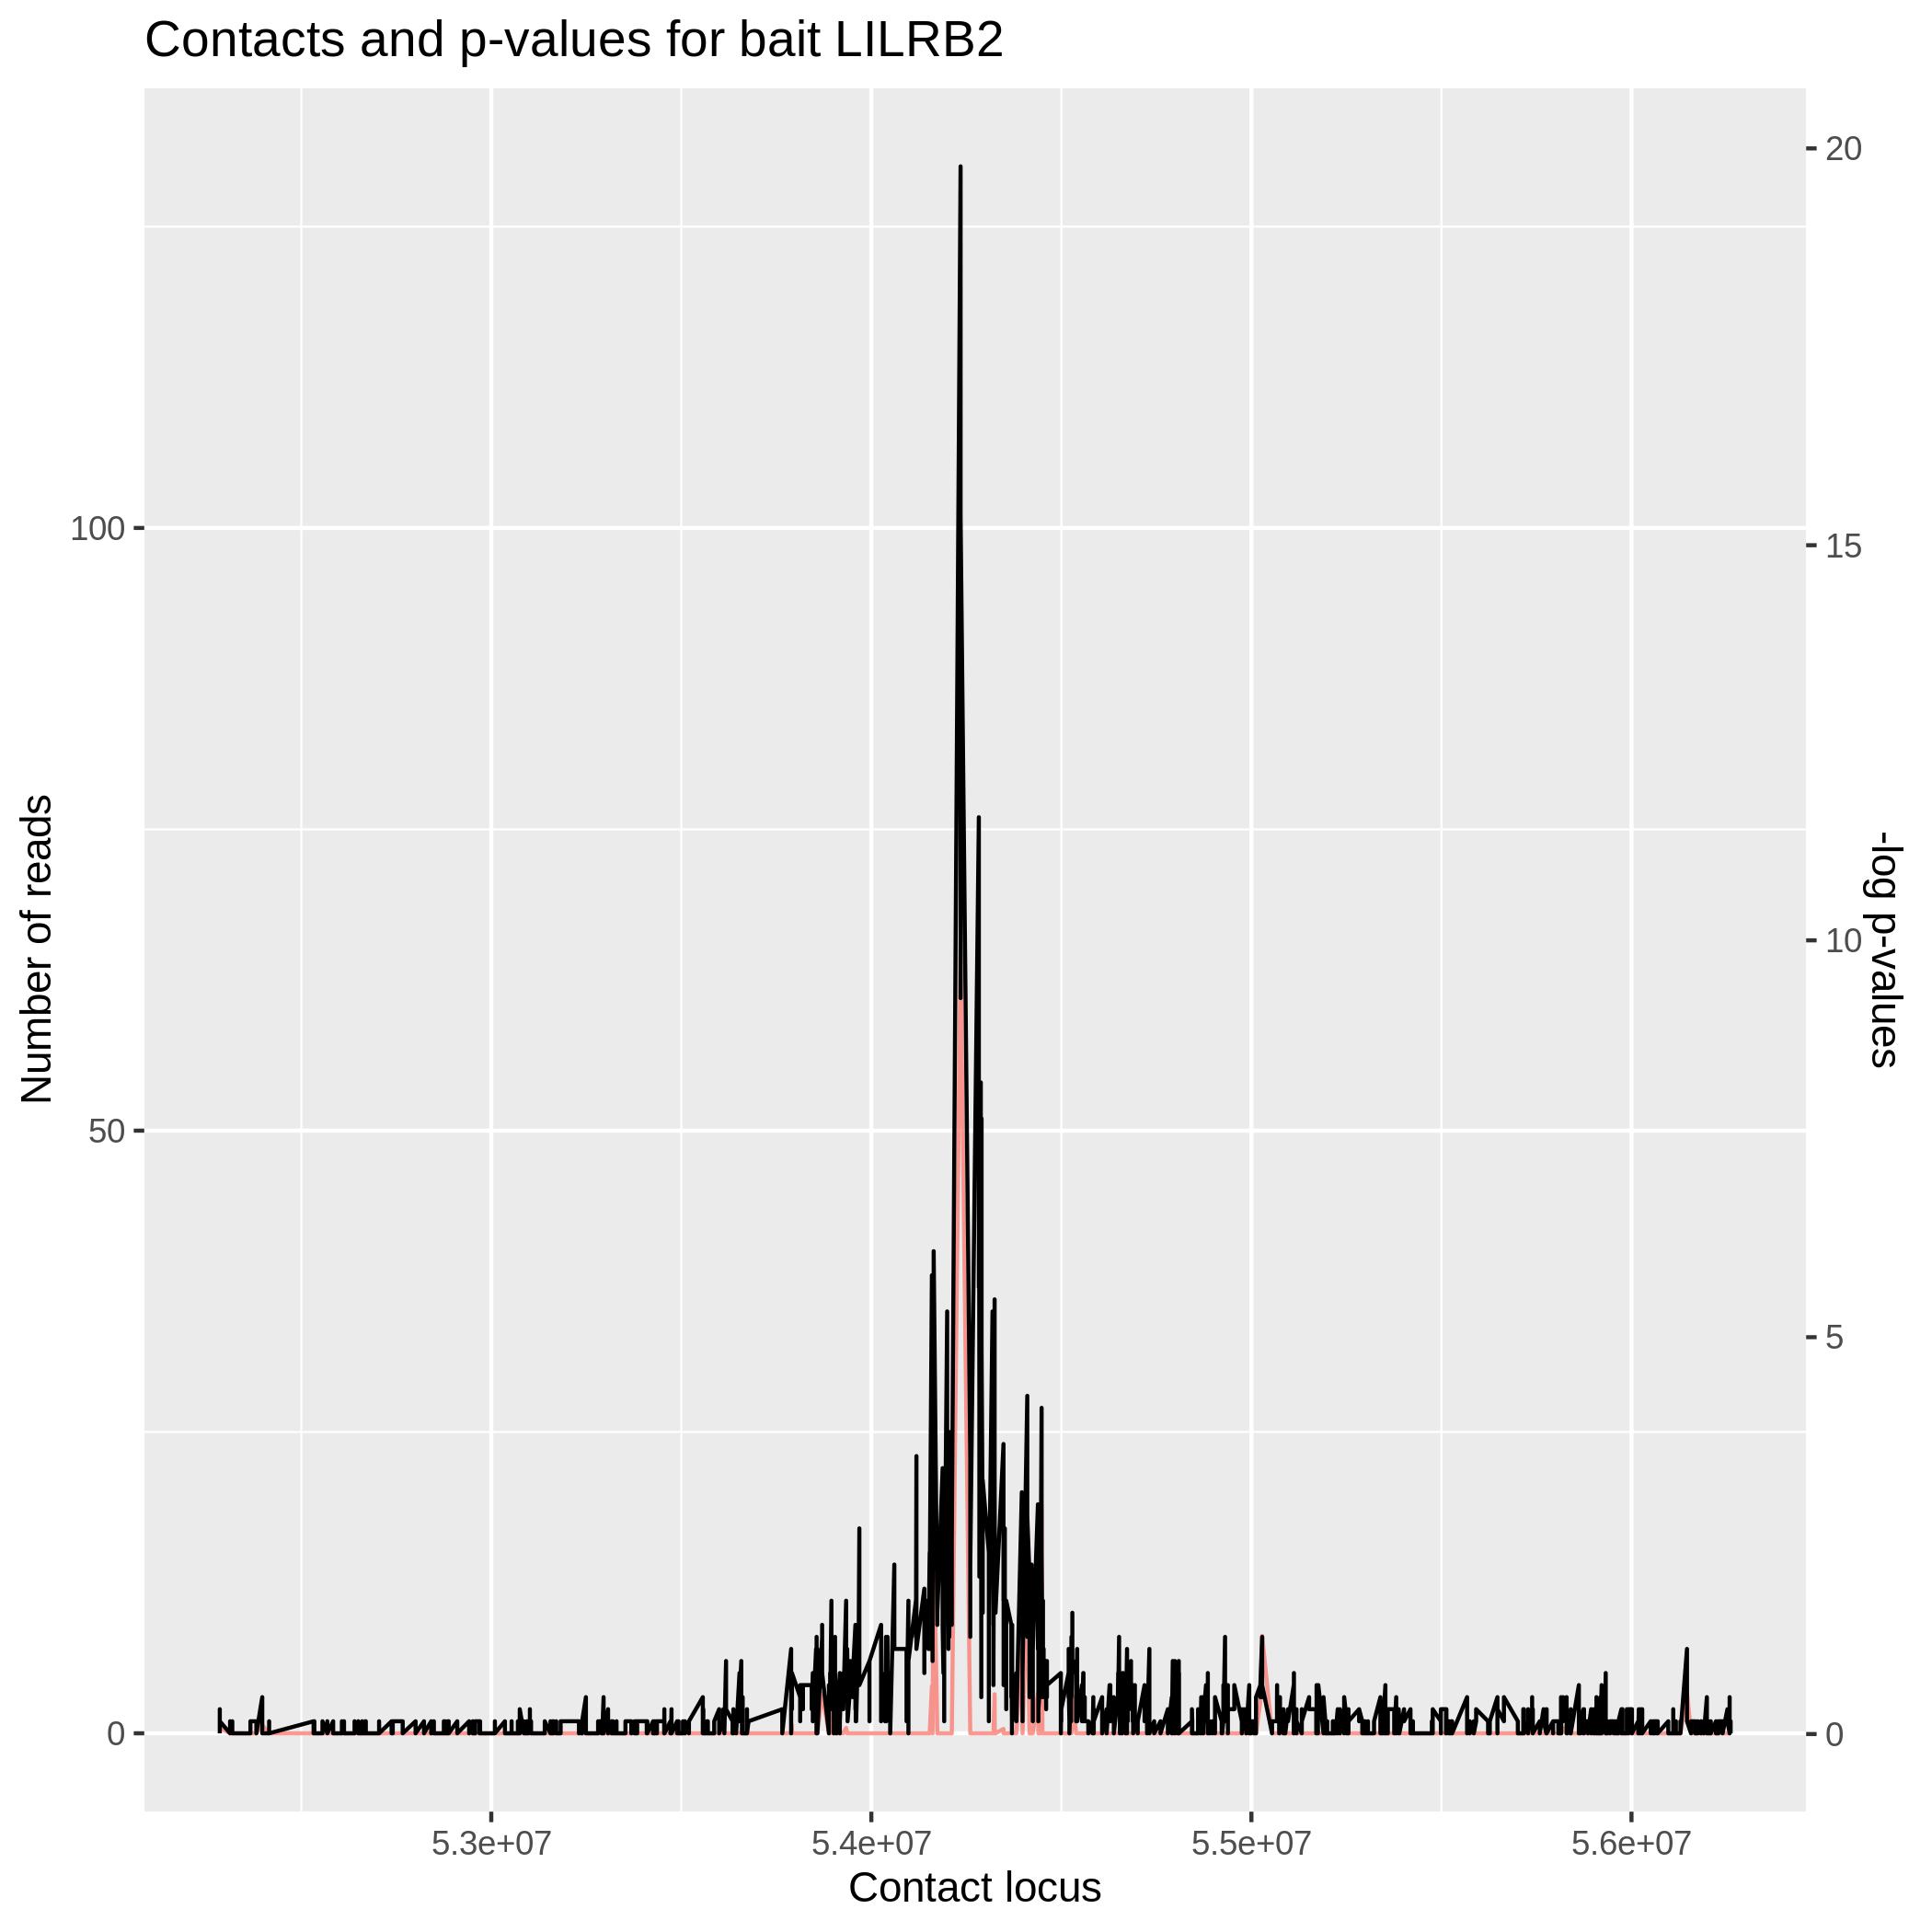 Contacts and p-values for bait LILRB2
20
100
15
Number of reads
-log p-values
10
50
5
0
0
5.3e+07
5.4e+07
5.5e+07
5.6e+07
Contact locus